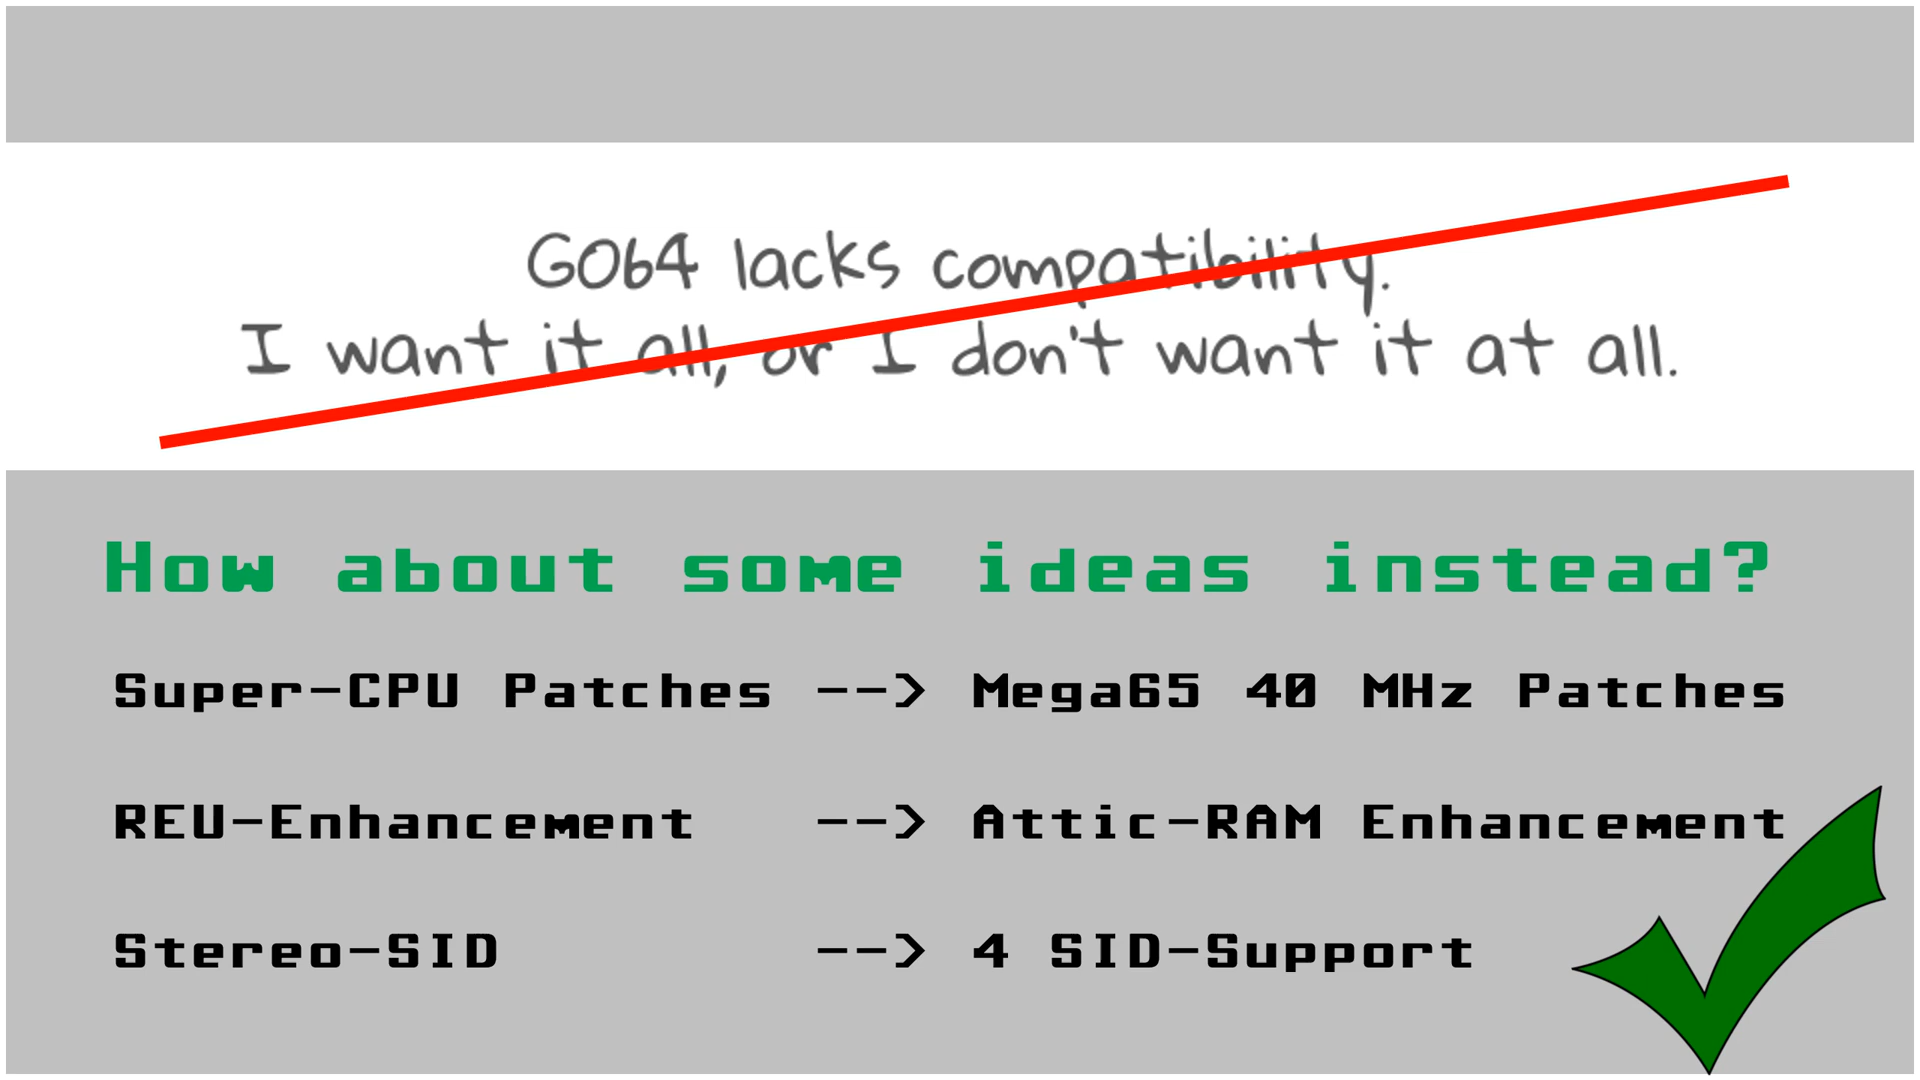 GO64 lacks compatibility.
I want it all, or I don't want it at all.
How about some ideas instead?
Super-CPU Patches --> Mega65 40 MHz Patches
REU-Enhancement --> Attic-RAM Enhancement
Stereo-SID --> 4 SID-Support